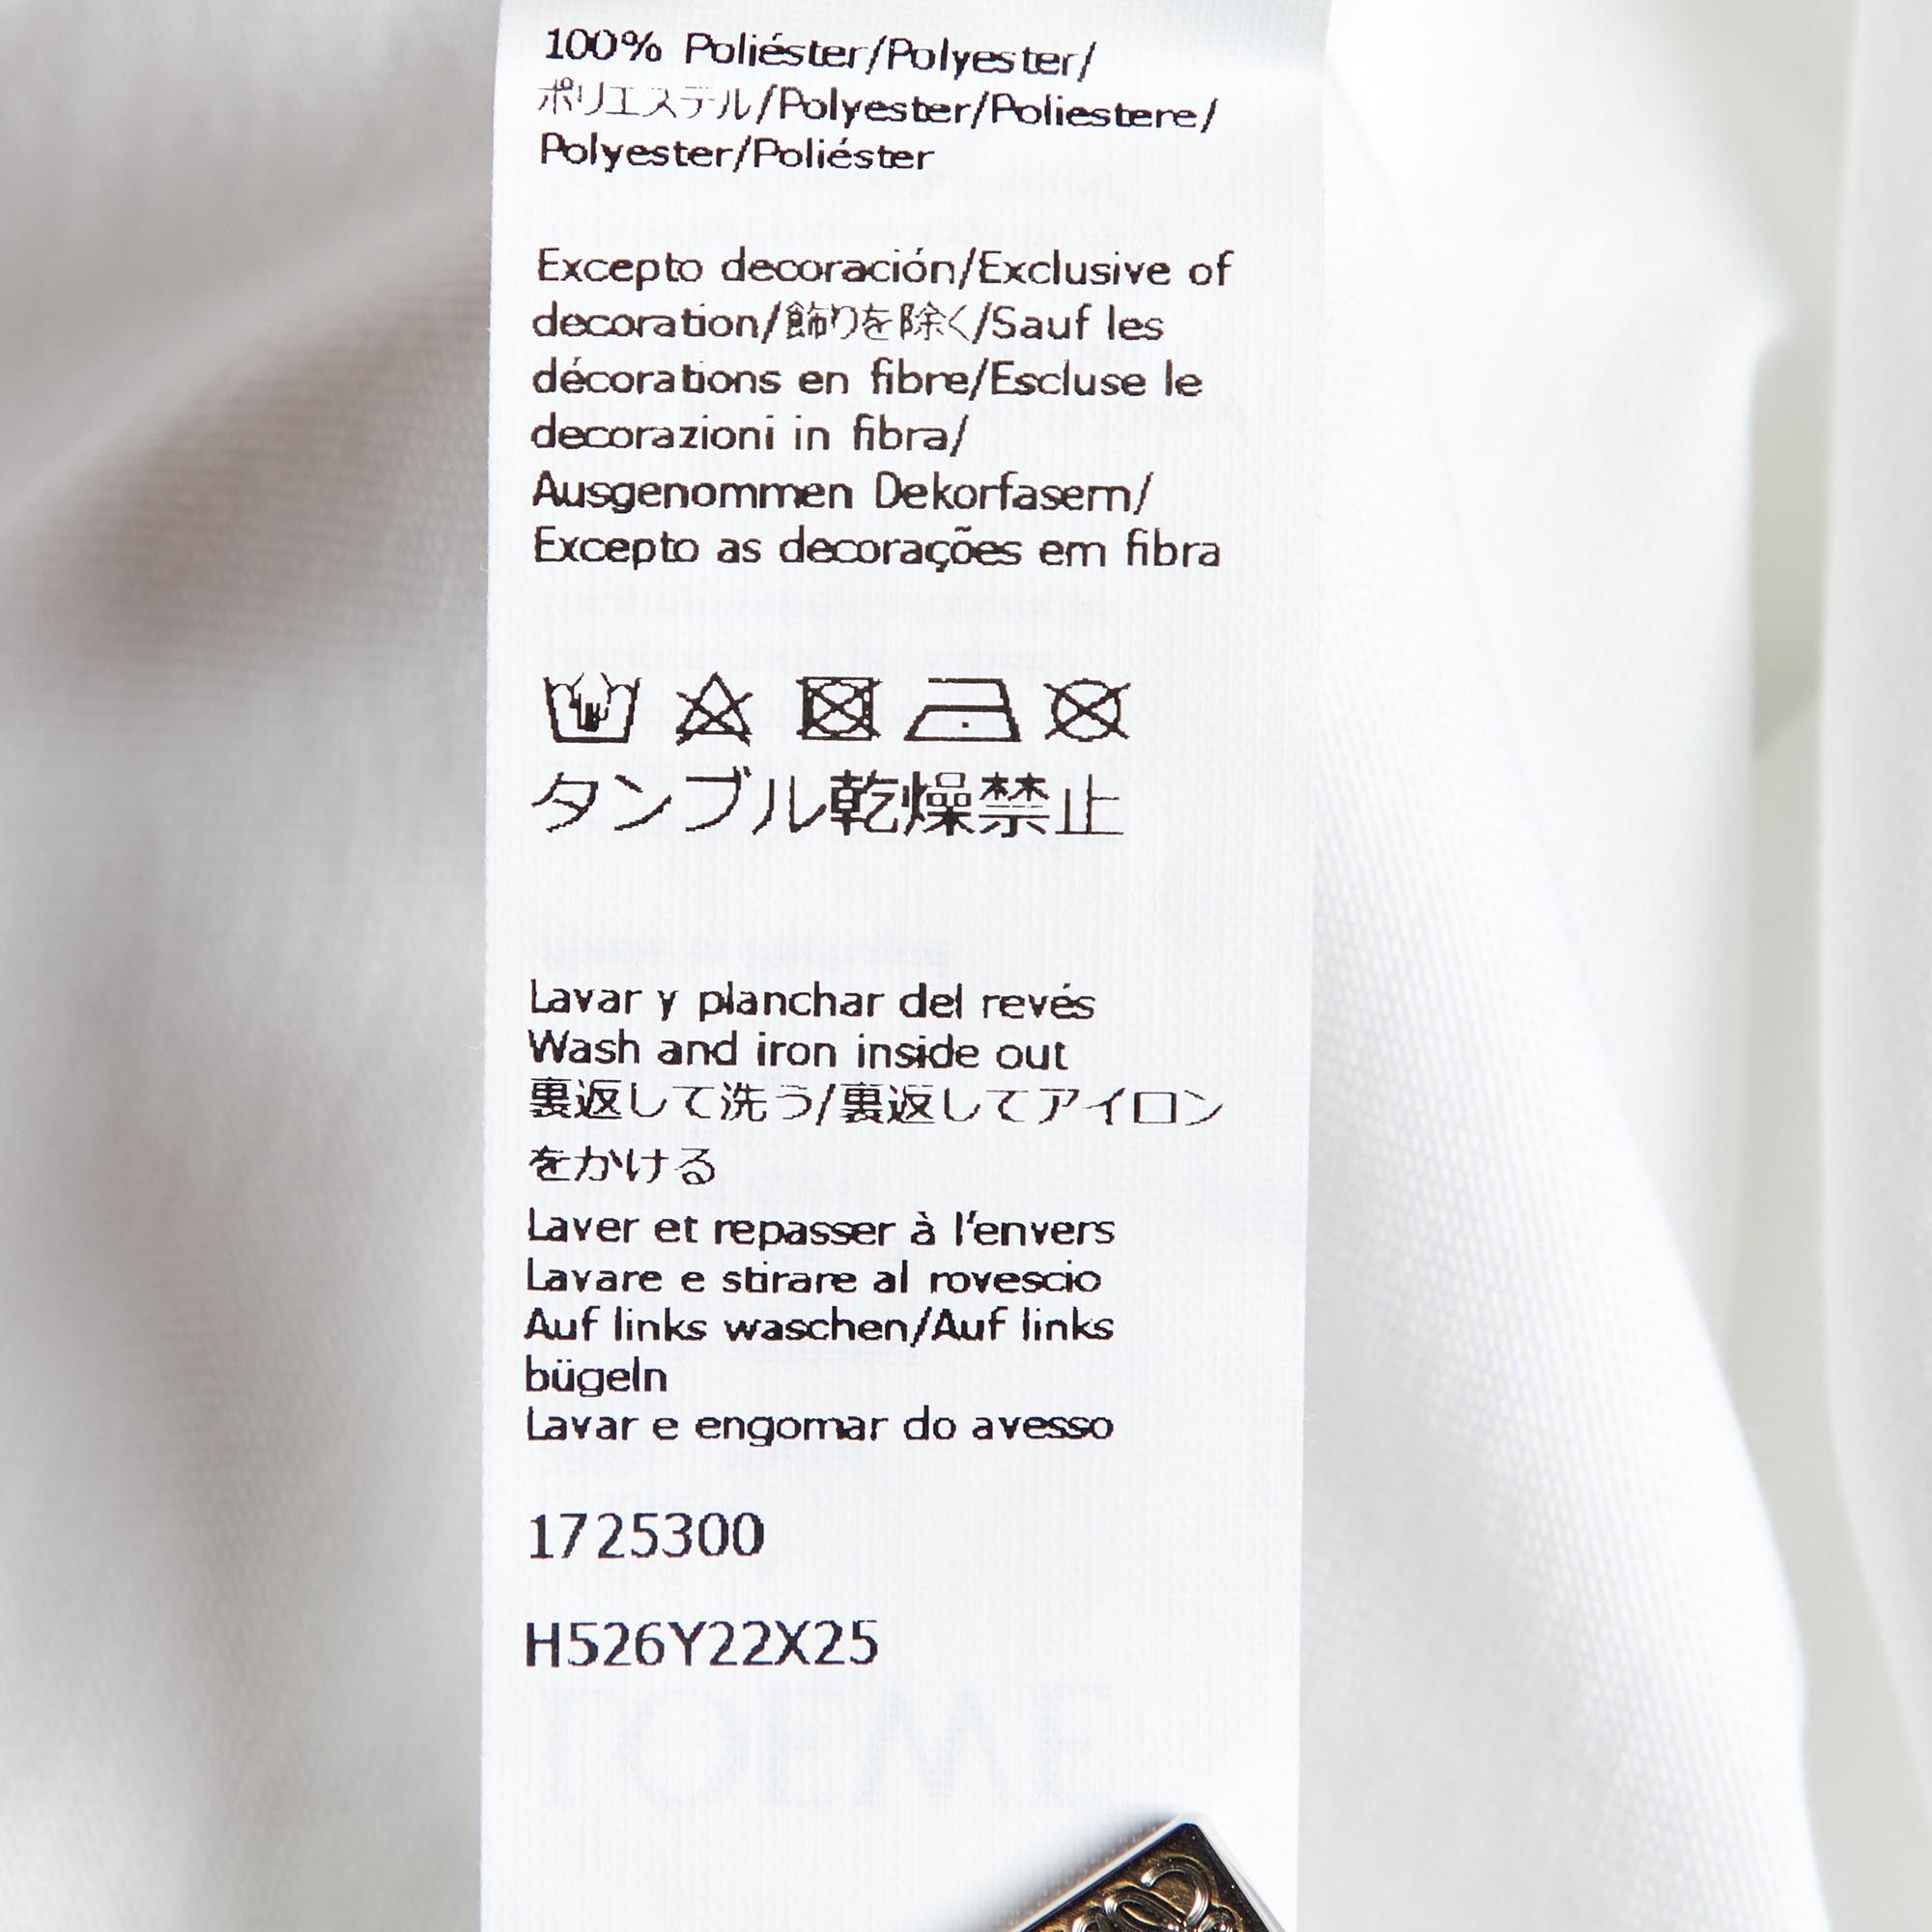 100% Poliéster/Polyester/
ポリエステル/Polyester/Poliestere/
Polyester/Poliéster
Excepto decoración/Exclusive of
decoration/飾りを除く/Sauf les
décorations en fibre/Escluse le
decorazioni in fibra/
Ausgenommen Dekorfasern/
Excepto as decorações em fibra
タンブル乾燥禁止
Lavar y planchar del revés
Wash and iron inside out
裏返して洗う/裏返してアイロン
をかける
Laver et repasser à l'envers
Lavare e stirare al rovescio
Auf links waschen/Auf links
bügeln
Lavar e engomar do avesso
1725300
H526Y22X25